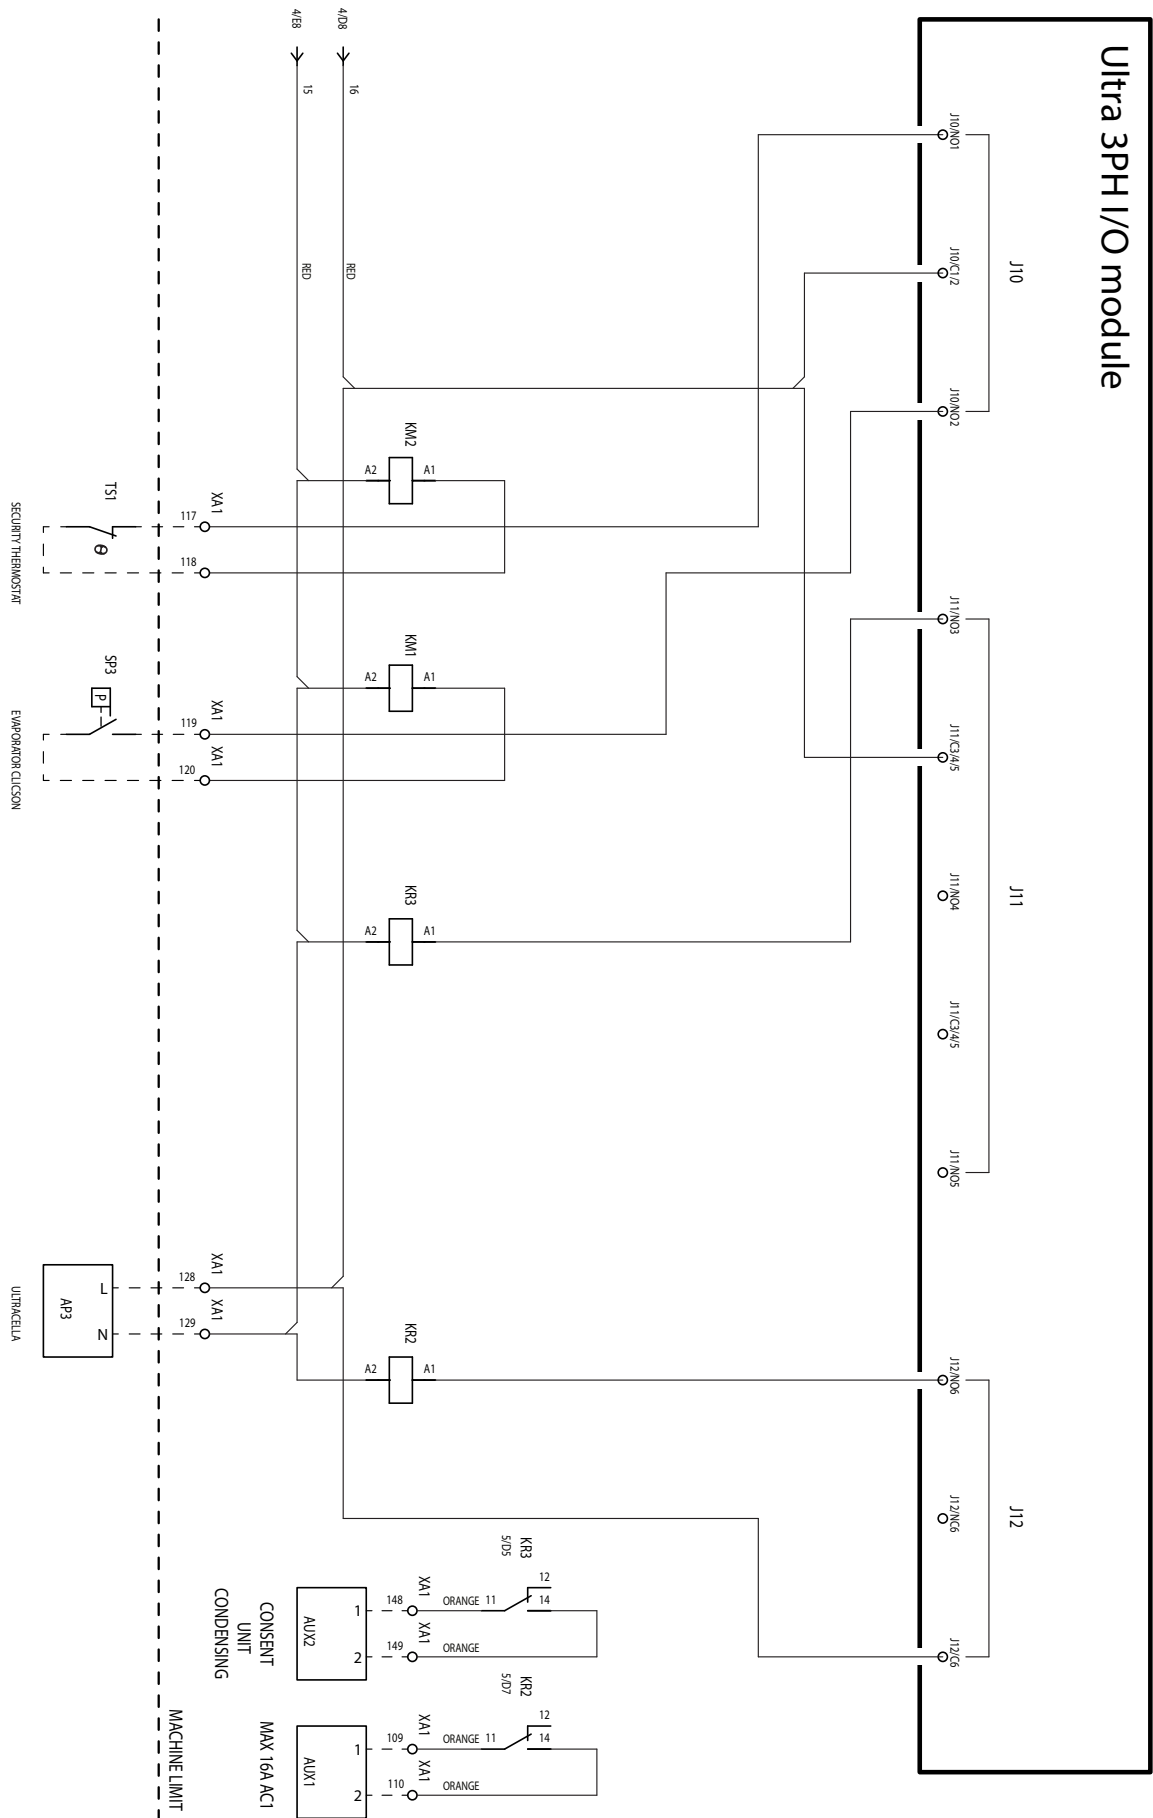 Ultra 3PH I/O module
J10
J11
J12
J10/NO1
J10/C1/2
J10/NO2
J11/NO3
J11/C3/4/5
J11/NO4
J11/C3/4/5
J11/NO5
J12/NO6
J12/NC6
J12/C6
4/D8
16
RED
4/E8
15
RED
KM2
A2
A1
KM1
A2
A1
KR3
A2
A1
KR2
A2
A1
KR3
5/D5
12
14
11
ORANGE
ORANGE
XA1
XA1
148
149
1
2
AUX2
CONSENT
UNIT
CONDENSING
KR2
5/D7
12
14
11
ORANGE
ORANGE
XA1
XA1
109
110
1
2
AUX1
MAX 16A AC1
XA1
117
118
TS1
θ
SECURITY THERMOSTAT
XA1
119
XA1
120
SP3
P
EVAPORATOR CLICSON
XA1
128
XA1
129
L
N
AP3
ULTRACELLA
MACHINE LIMIT